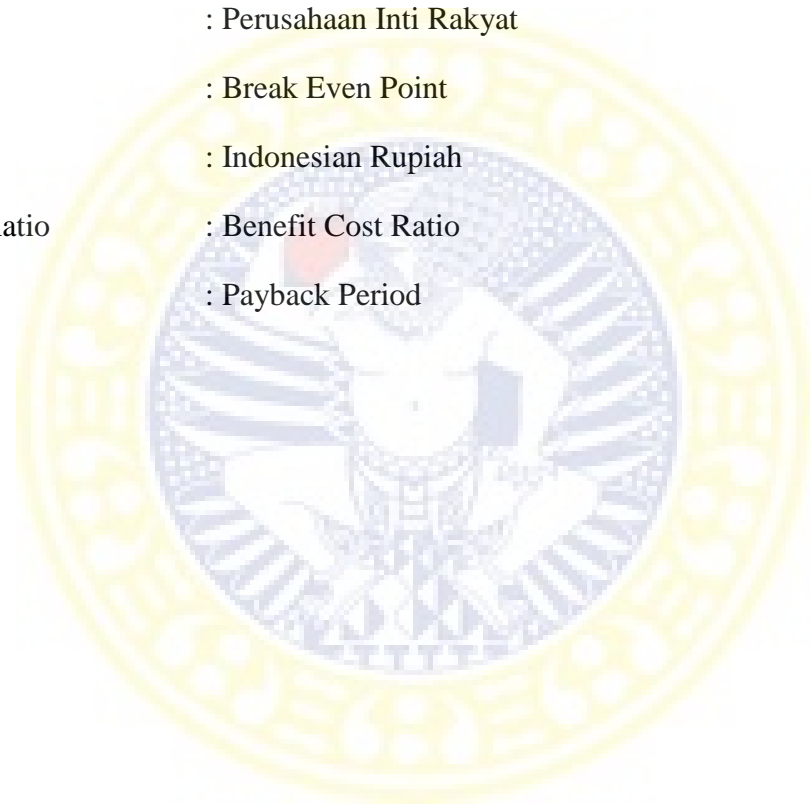 : Perusahaan Inti Rakyat
: Break Even Point
: Indonesian Rupiah
atio : Benefit Cost Ratio
: Payback Period